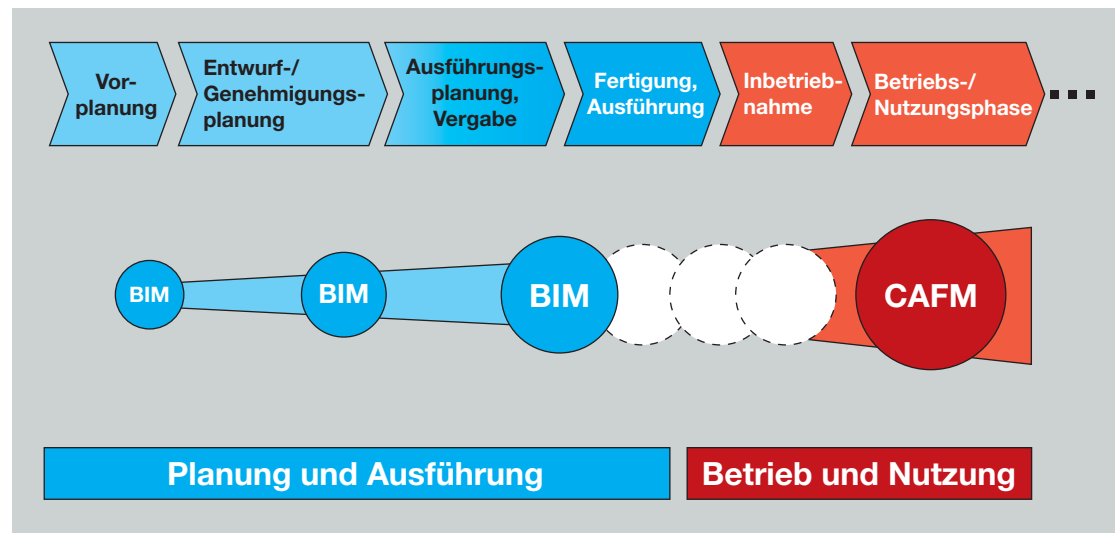 Vor-
planung
Entwurf-/
Genehmigungs-
planung
Ausführungs-
planung,
Vergabe
Fertigung,
Ausführung
Inbetrieb-
nahme
Betriebs-/
Nutzungsphase
BIM
BIM
BIM
CAFM
Planung und Ausführung
Betrieb und Nutzung